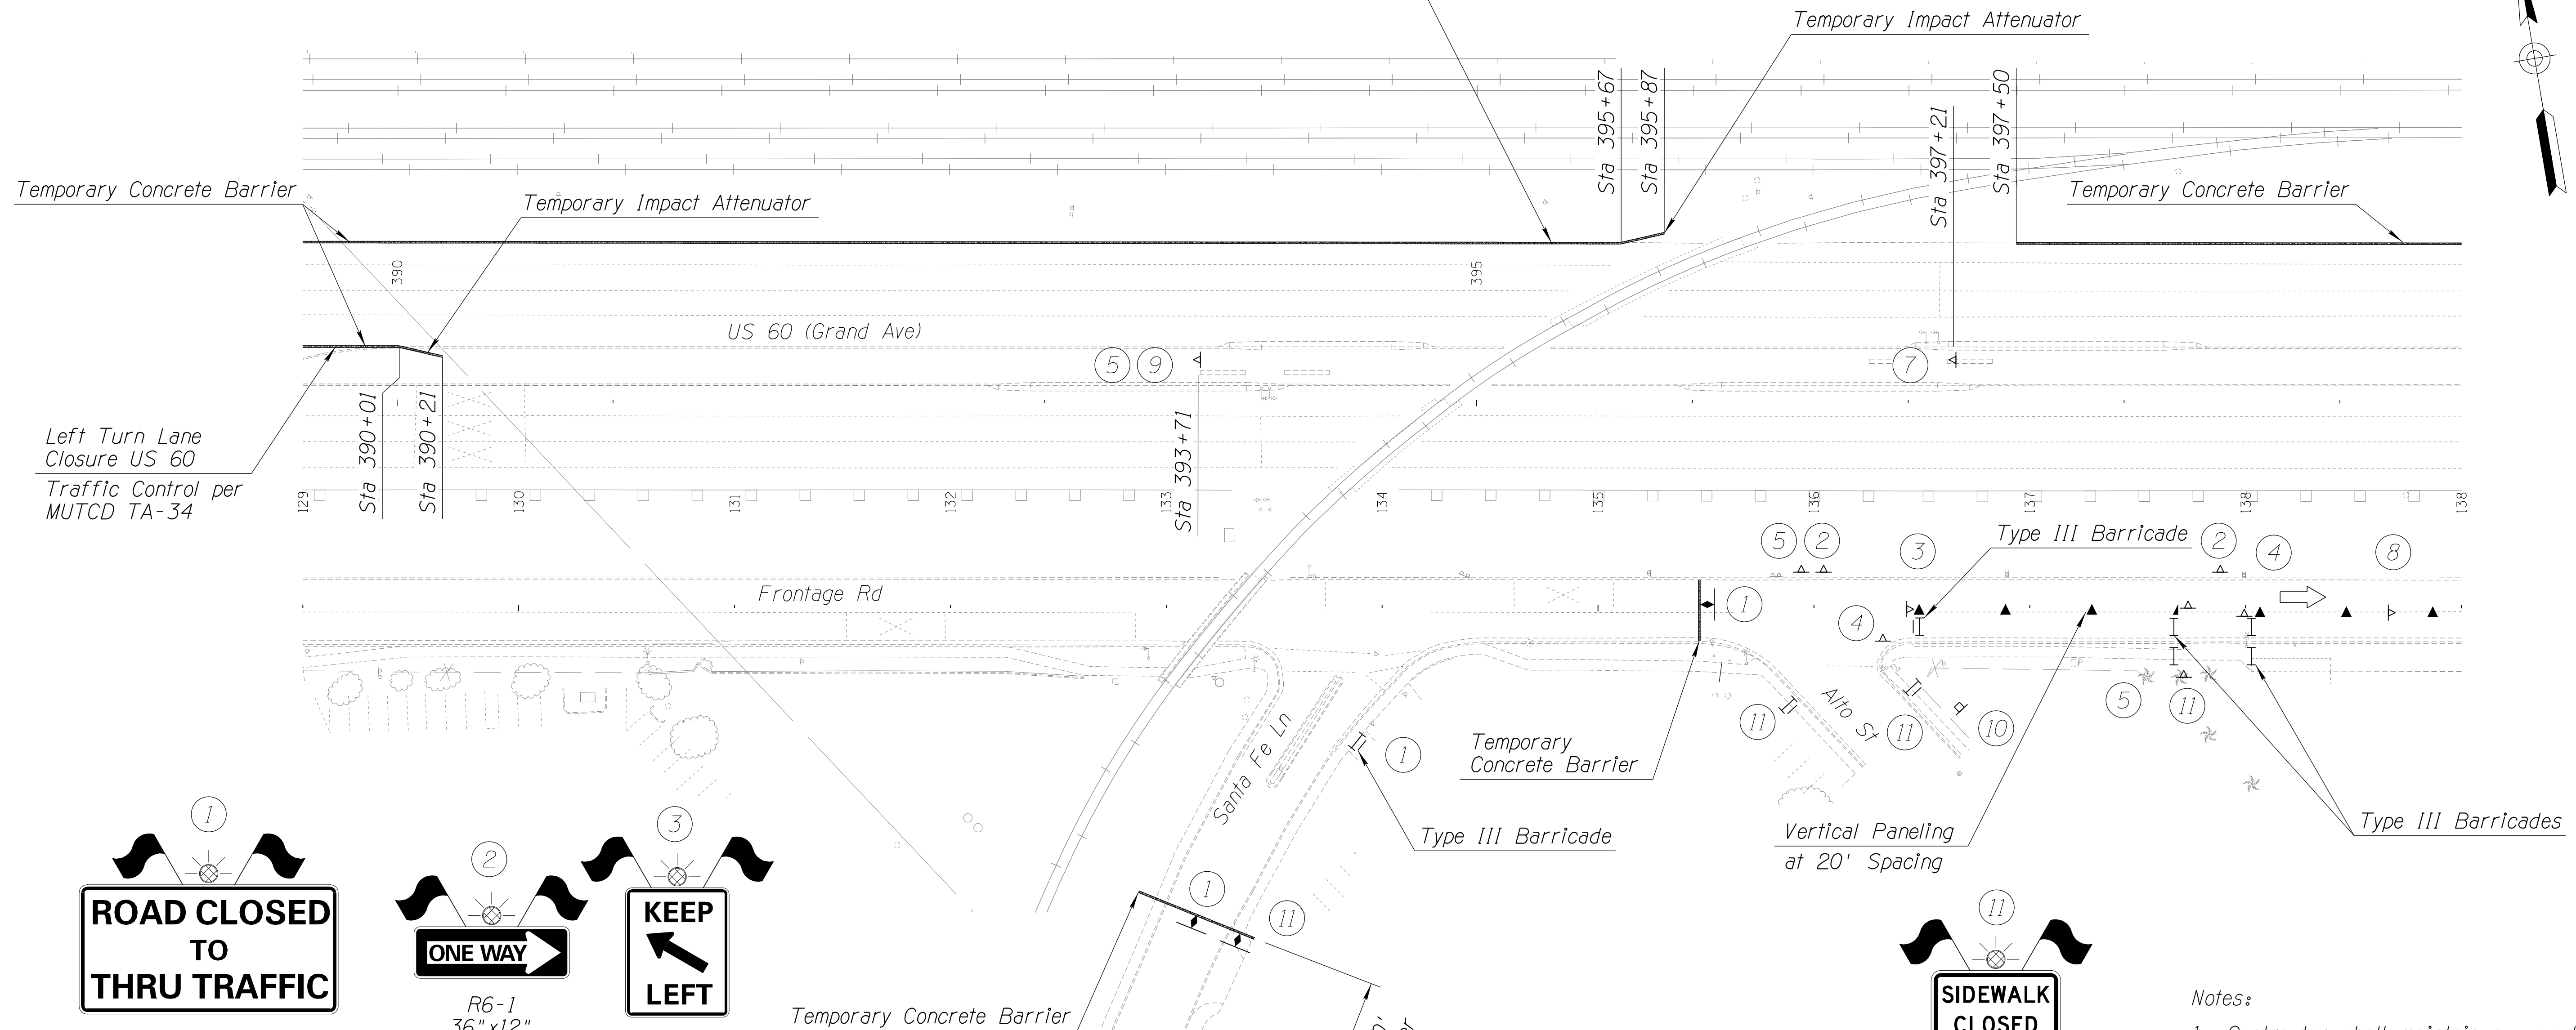 Temporary Impact Attenuator
Sta 395+67
Sta 395+87
Sta 397+21
Sta 397+50
Temporary Concrete Barrier
Temporary Impact Attenuator
Temporary Concrete Barrier
390
395
US 60 (Grand Ave)
5
9
7
Sta 390+01
Sta 390+21
Sta 393+71
Left Turn Lane
Closure US 60
Traffic Control per
MUTCD TA-34
129
130
131
132
133
134
135
136
137
138
138
5
2
3
Type III Barricade
2
4
8
Frontage Rd
1
4
Alto St
11
11
10
5
11
Santa Fe Ln
1
Temporary
Concrete Barrier
Type III Barricade
Vertical Paneling
at 20' Spacing
Type III Barricades
1
ROAD CLOSED
TO
THRU TRAFFIC
2
ONE WAY
R6-1
36"x12"
3
KEEP
LEFT
1
11
Temporary Concrete Barrier
11
SIDEWALK
CLOSED
Notes: